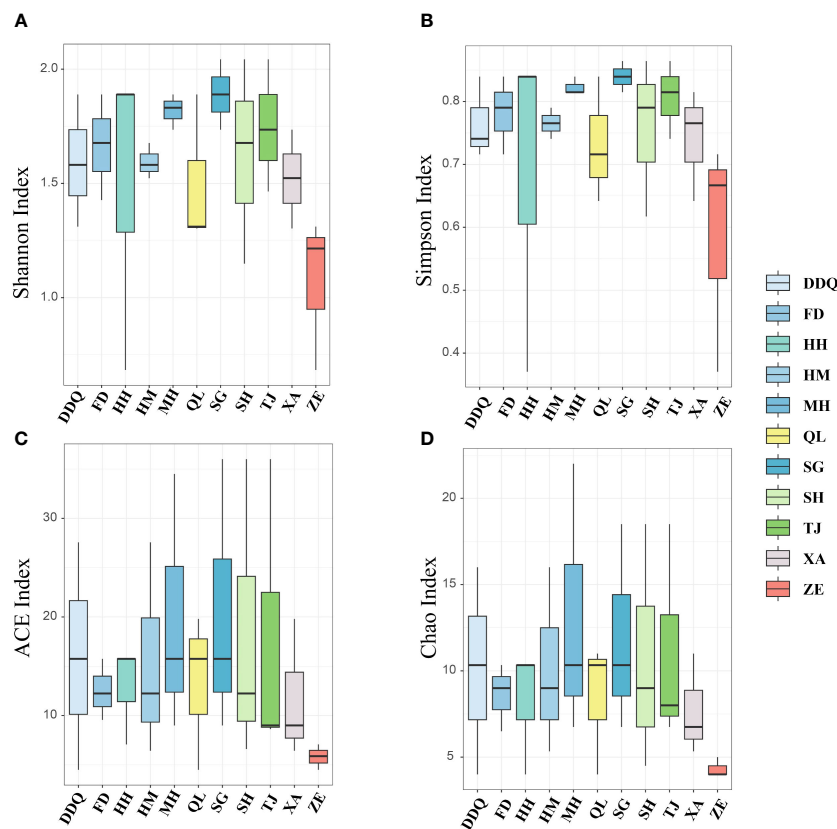 A
B
Shannon Index
2.0
1.5
1.0
DDQ FD HH HM MH QL SG SH TJ XA ZE
Simpson Index
0.8
0.7
0.6
0.5
0.4
DDQ FD HH HM MH QL SG SH TJ XA ZE
DDQ
FD
HH
HM
MH
QL
SG
SH
TJ
XA
ZE
C
D
ACE Index
30
20
10
DDQ FD HH HM MH QL SG SH TJ XA ZE
Chao Index
20
15
10
5
DDQ FD HH HM MH QL SG SH TJ XA ZE